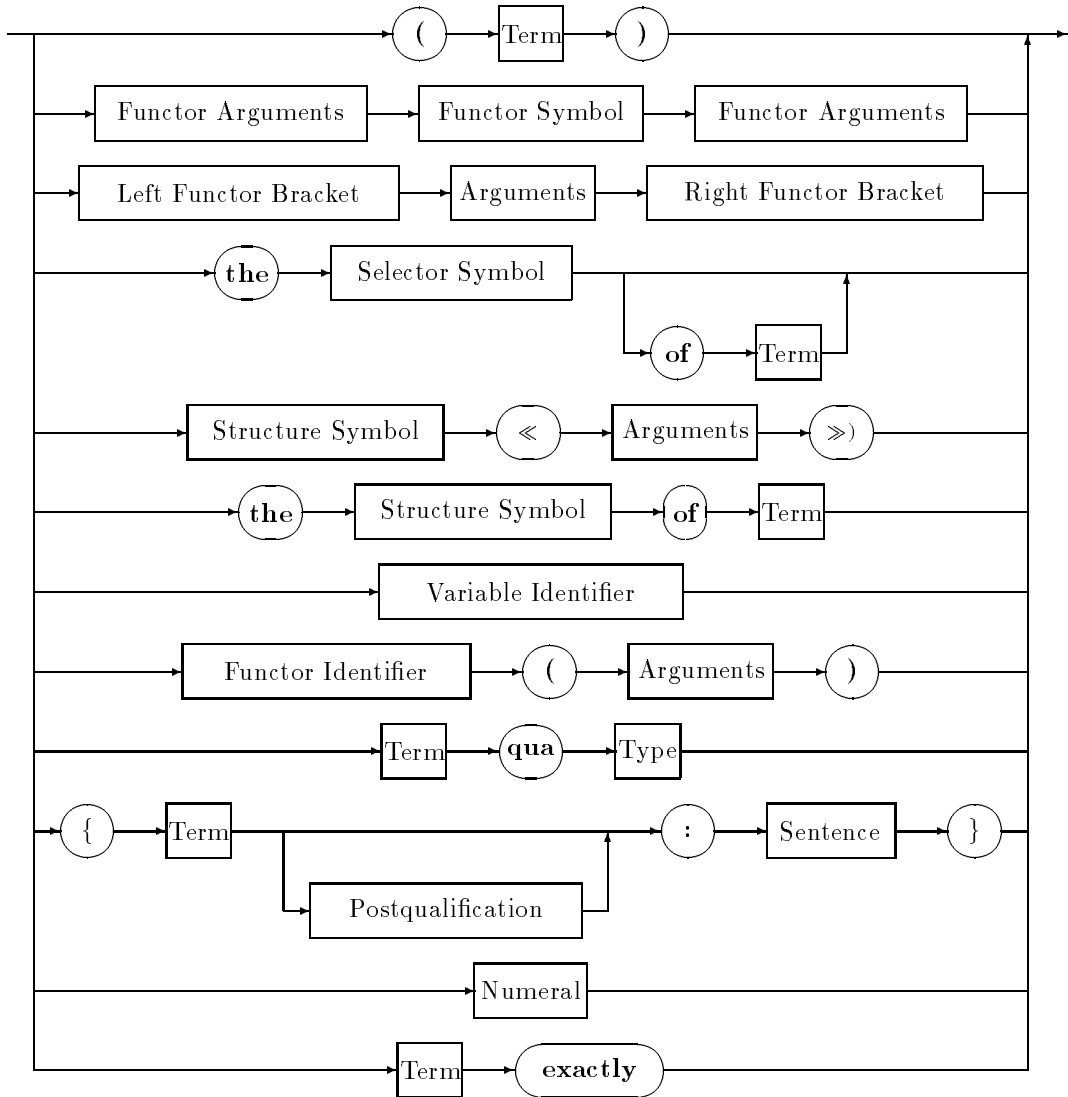 ( Term )
Functor Arguments Functor Symbol Functor Arguments
Left Functor Bracket Arguments Right Functor Bracket
the Selector Symbol
of Term
Structure Symbol ≪ Arguments ≫)
the Structure Symbol of Term
Variable Identifier
Functor Identifier ( Arguments )
Term qua Type
{ Term : Sentence }
Postqualification
Numeral
Term exactly